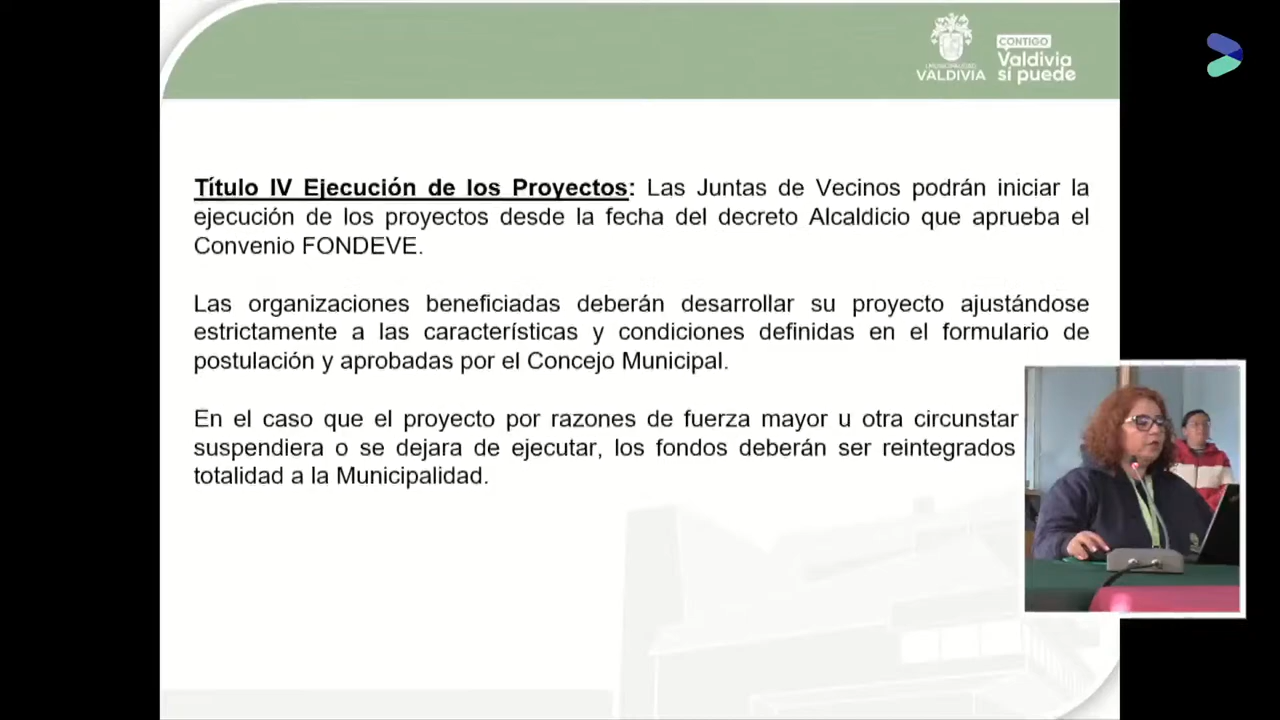 CONTIGO
Valdivia
sí puede
VALDIVIA
Título IV Ejecución de los Proyectos: Las Juntas de Vecinos podrán iniciar la
ejecución de los proyectos desde la fecha del decreto Alcaldicio que aprueba el
Convenio FONDEVE.
Las organizaciones beneficiadas deberán desarrollar su proyecto ajustándose
estrictamente a las características y condiciones definidas en el formulario de
postulación y aprobadas por el Concejo Municipal.
En el caso que el proyecto por razones de fuerza mayor u otra circunstar
suspendiera o se dejara de ejecutar, los fondos deberán ser reintegrados
totalidad a la Municipalidad.